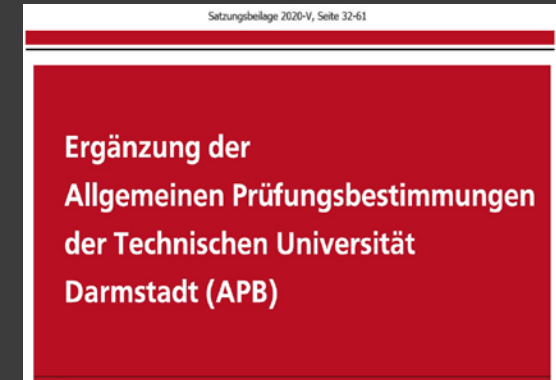 Satzungsbeilage 2020-V, Seite 32-61
Ergänzung der
Allgemeinen Prüfungsbestimmungen
der Technischen Universität
Darmstadt (APB)